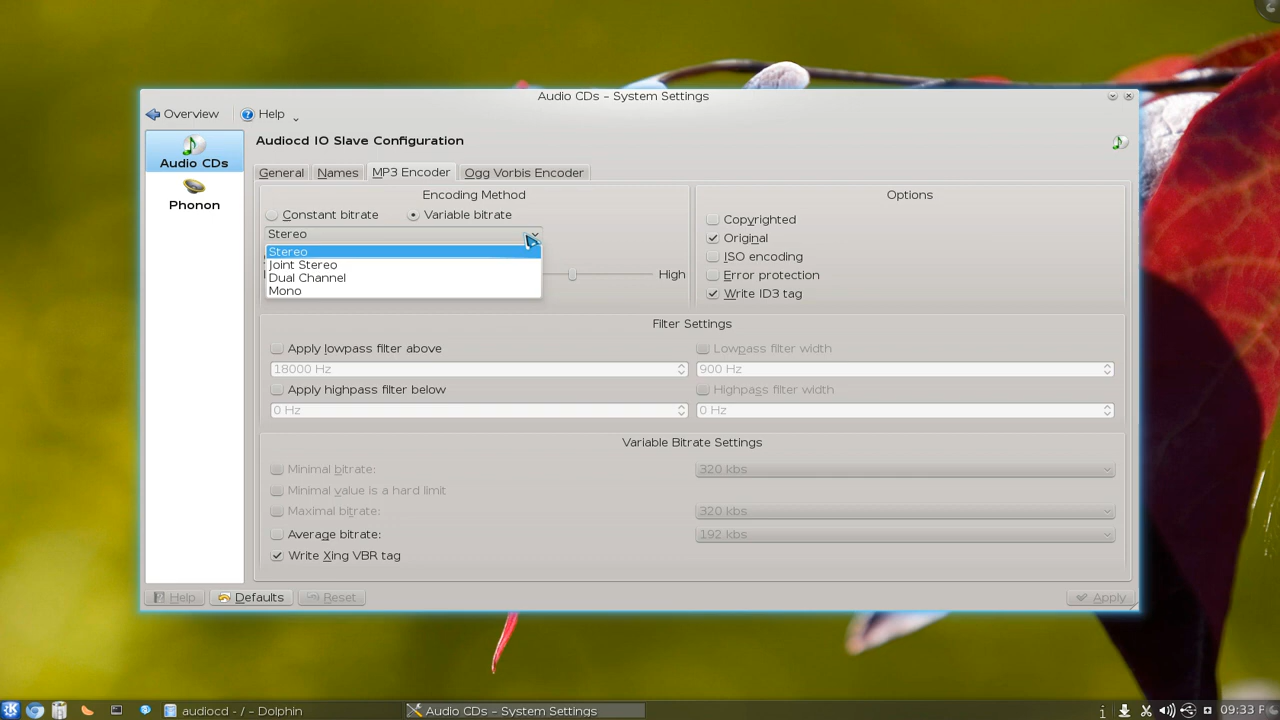 Audio CDs – System Settings
Overview
Help
Audio CDs
Phonon
Audiocd IO Slave Configuration
General
Names
MP3 Encoder
Ogg Vorbis Encoder
Encoding Method
Constant bitrate
Variable bitrate
Stereo
Stereo
Joint Stereo
Dual Channel
Mono
High
Options
Copyrighted
Original
ISO encoding
Error protection
Write ID3 tag
Filter Settings
Apply lowpass filter above
Lowpass filter width
18000 Hz
900 Hz
Apply highpass filter below
Highpass filter width
0 Hz
0 Hz
Variable Bitrate Settings
Minimal bitrate:
320 kbs
Minimal value is a hard limit
Maximal bitrate:
320 kbs
Average bitrate:
192 kbs
Write Xing VBR tag
Help
Defaults
Reset
Apply
audiocd - / – Dolphin
Audio CDs – System Settings
09:33